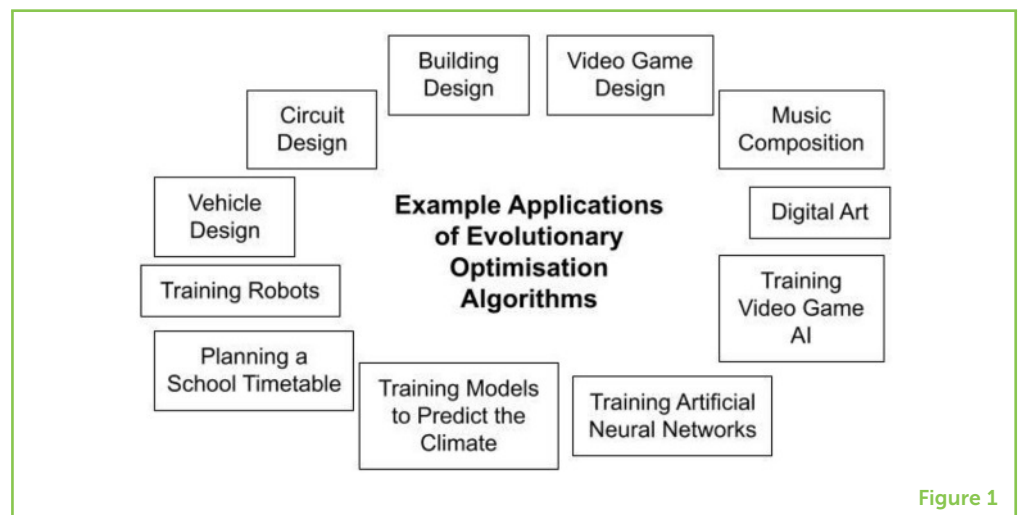 Building
Design
Video Game
Design
Circuit
Design
Music
Composition
Vehicle
Design
Example Applications
of Evolutionary
Optimisation
Algorithms
Digital Art
Training Robots
Training
Video Game
AI
Planning a
School Timetable
Training Models
to Predict the
Climate
Training Artificial
Neural Networks
Figure 1